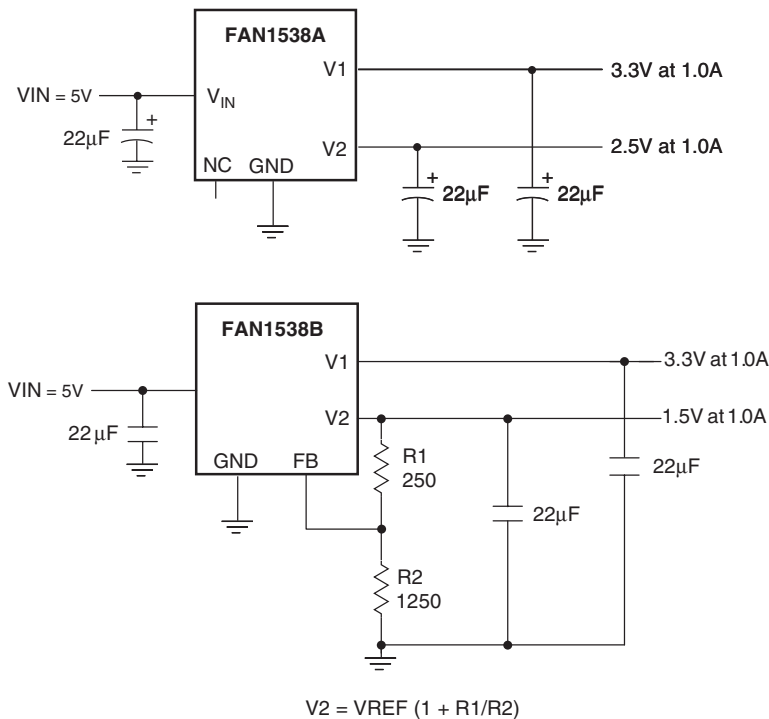 FAN1538A
V1
3.3V at 1.0A
VIN = 5V
VIN
22μF
+
V2
2.5V at 1.0A
NC
GND
+
22μF
+
22μF
FAN1538B
V1
3.3V at 1.0A
VIN = 5V
V2
1.5V at 1.0A
22 μF
GND
FB
R1
250
22μF
22μF
R2
1250
V2 = VREF (1 + R1/R2)